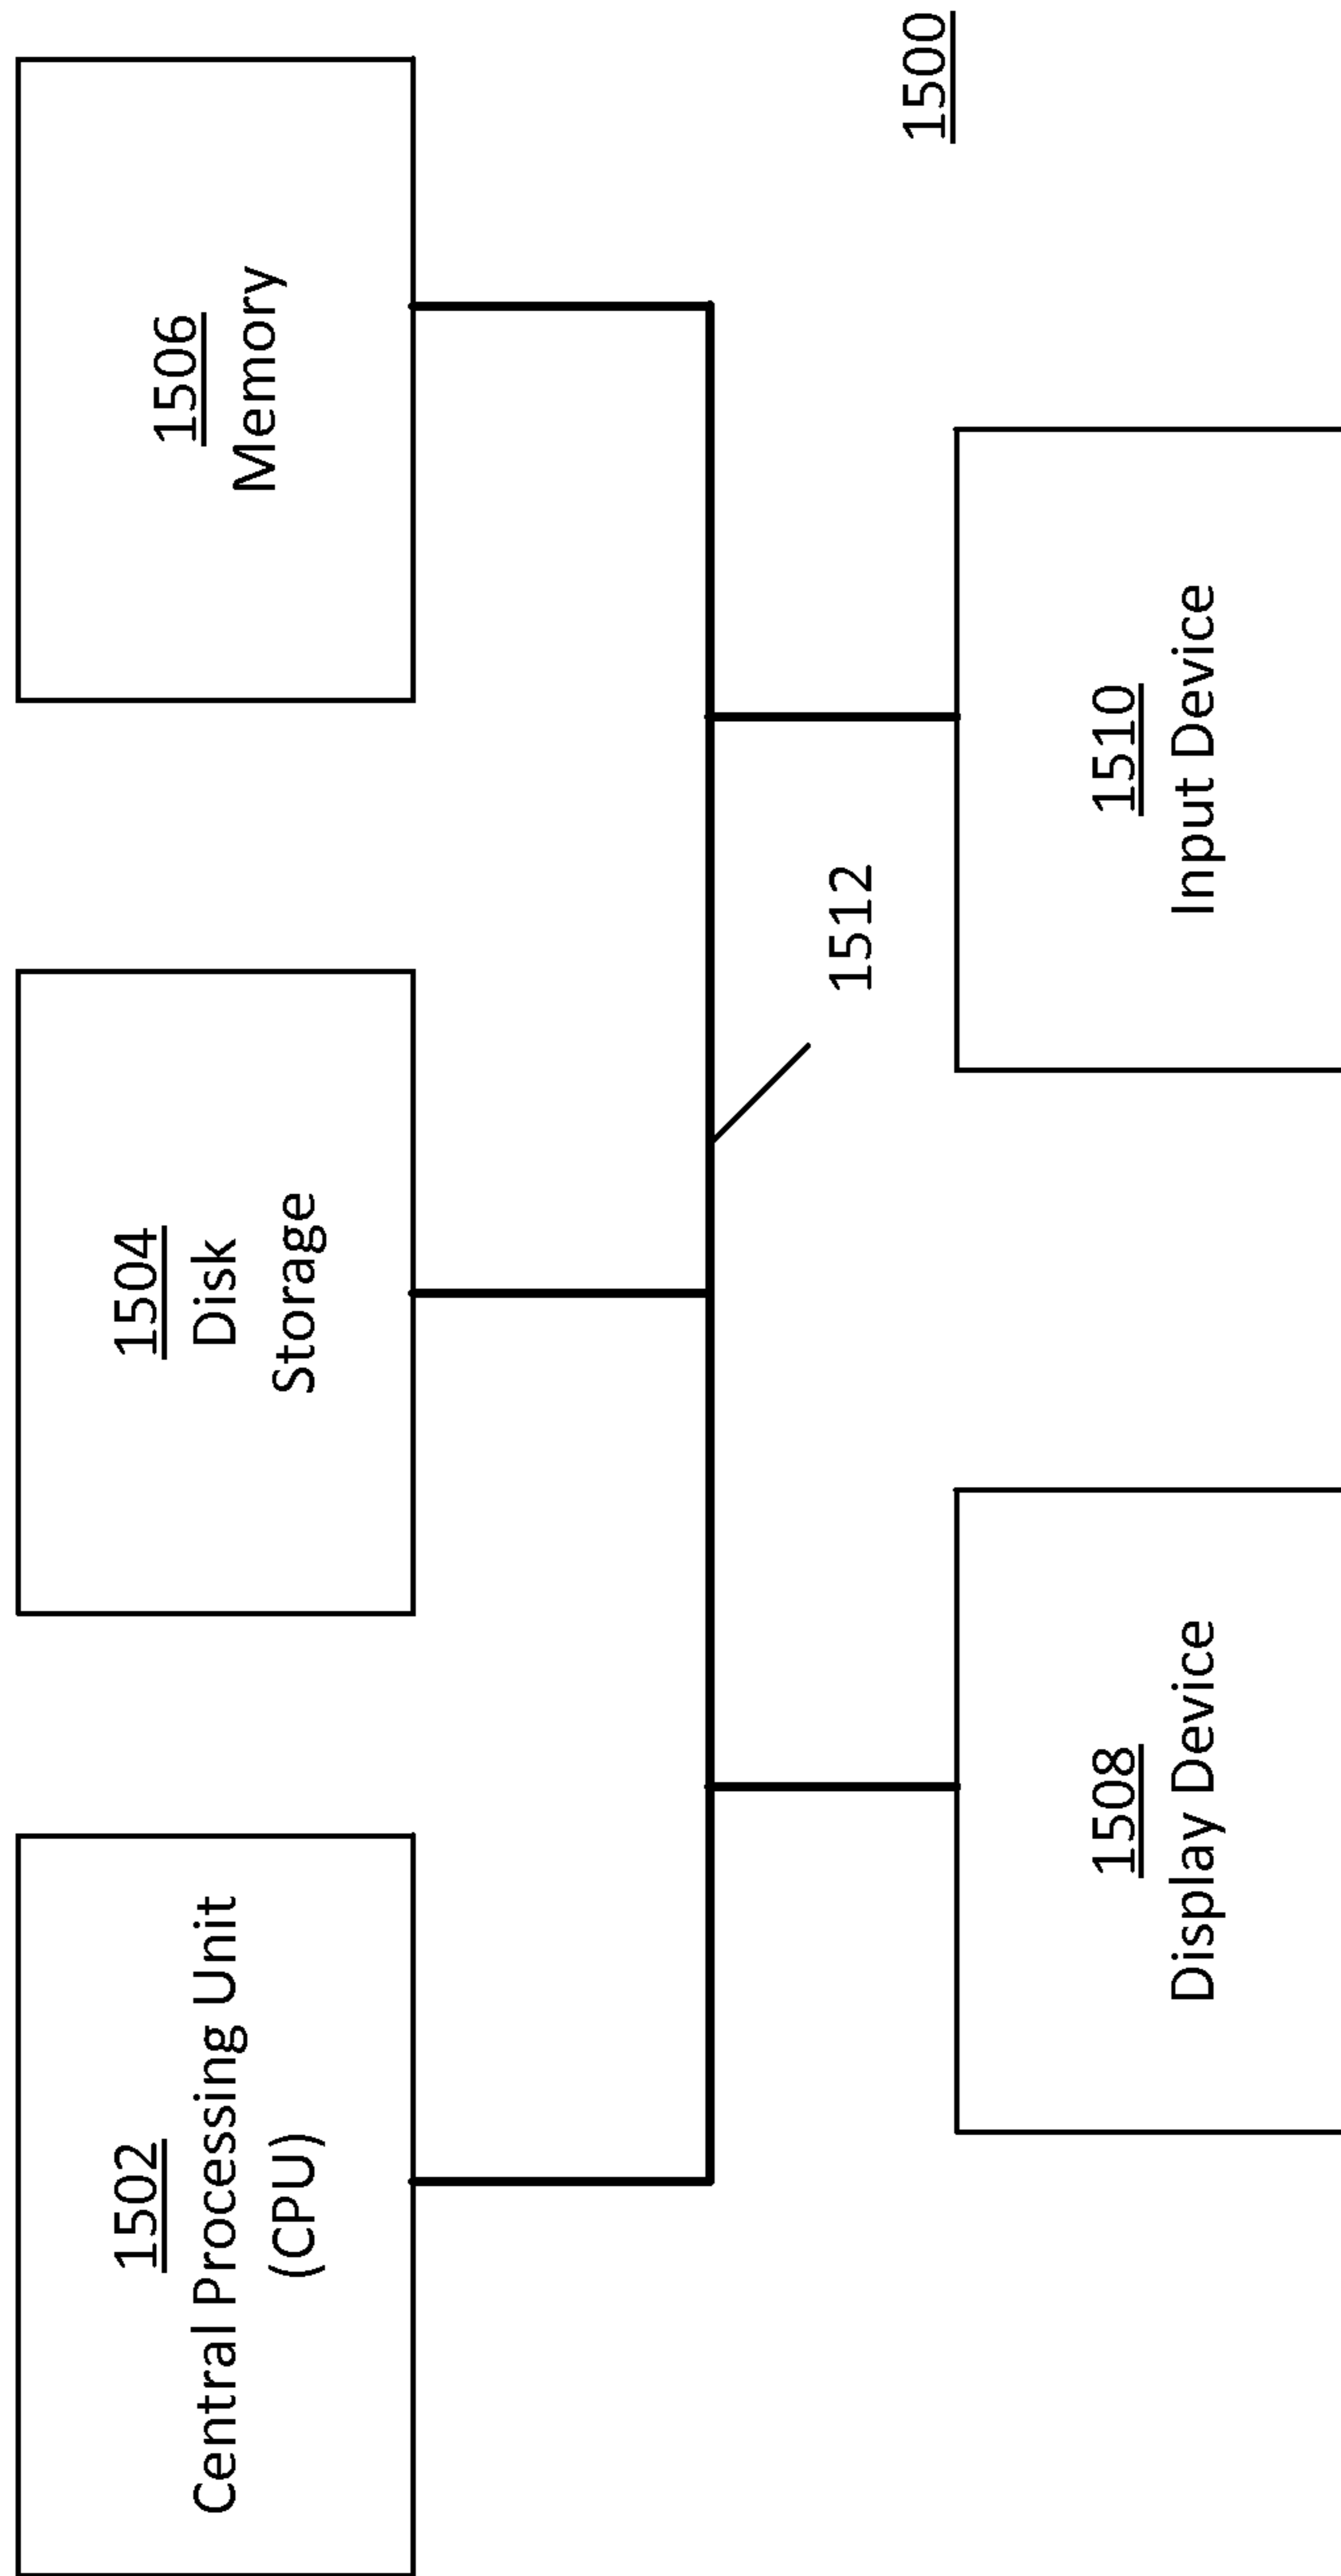 1502
Central Processing Unit
(CPU)
1504
Disk
Storage
1506
Memory
1512
1500
1508
Display Device
1510
Input Device